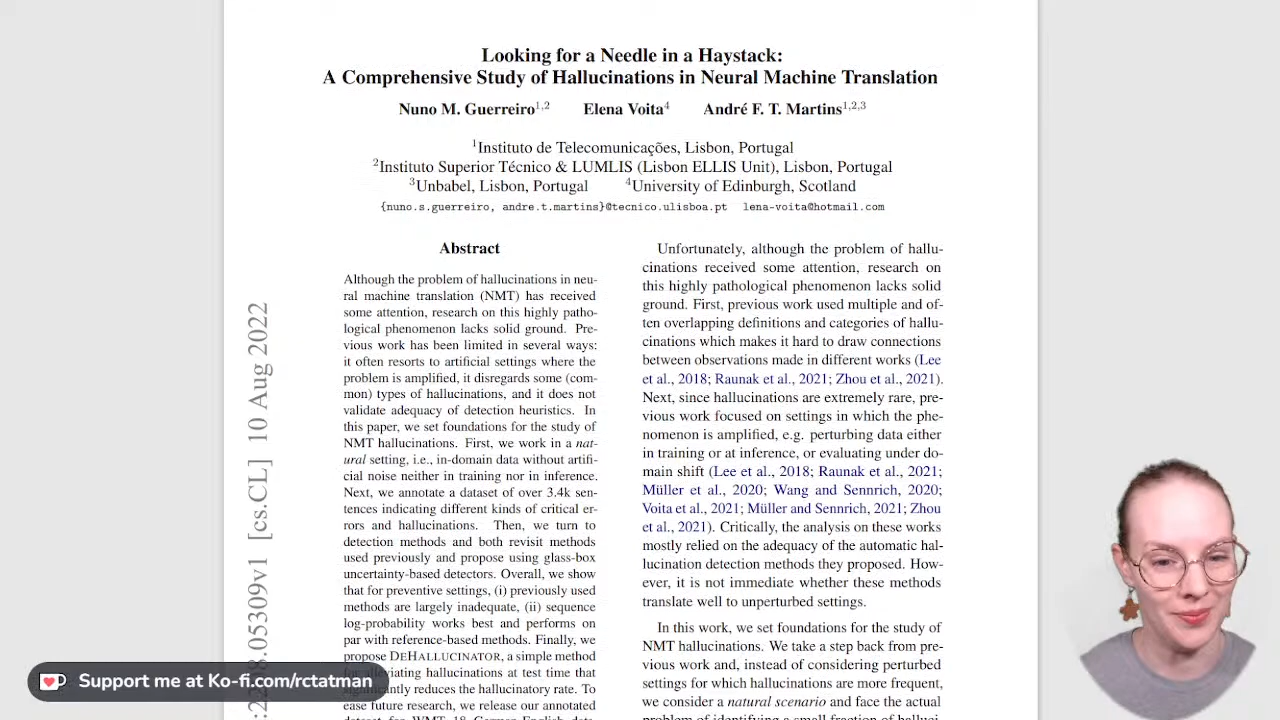 Looking for a Needle in a Haystack:
A Comprehensive Study of Hallucinations in Neural Machine Translation
Nuno M. Guerreiro1,2 Elena Voita4 André F. T. Martins1,2,3
1Instituto de Telecomunicações, Lisbon, Portugal
2Instituto Superior Técnico & LUMLIS (Lisbon ELLIS Unit), Lisbon, Portugal
3Unbabel, Lisbon, Portugal 4University of Edinburgh, Scotland
{nuno.s.guerreiro, andre.t.martins}@tecnico.ulisboa.pt lena-voita@hotmail.com
Abstract
Although the problem of hallucinations in neu-
ral machine translation (NMT) has received
some attention, research on this highly patho-
logical phenomenon lacks solid ground. Pre-
vious work has been limited in several ways:
it often resorts to artificial settings where the
problem is amplified, it disregards some (com-
mon) types of hallucinations, and it does not
validate adequacy of detection heuristics. In
this paper, we set foundations for the study of
NMT hallucinations. First, we work in a nat-
ural setting, i.e., in-domain data without artifi-
cial noise neither in training nor in inference.
Next, we annotate a dataset of over 3.4k sen-
tences indicating different kinds of critical er-
rors and hallucinations. Then, we turn to
detection methods and both revisit methods
used previously and propose using glass-box
uncertainty-based detectors. Overall, we show
that for preventive settings, (i) previously used
methods are largely inadequate, (ii) sequence
log-probability works best and performs on
par with reference-based methods. Finally, we
propose DEHALLUCINATOR, a simple method
alleviating hallucinations at test time that
significantly reduces the hallucinatory rate. To
ease future research, we release our annotated
Unfortunately, although the problem of hallu-
cinations received some attention, research on
this highly pathological phenomenon lacks solid
ground. First, previous work used multiple and of-
ten overlapping definitions and categories of hallu-
cinations which makes it hard to draw connections
between observations made in different works (Lee
et al., 2018; Raunak et al., 2021; Zhou et al., 2021).
Next, since hallucinations are extremely rare, pre-
vious work focused on settings in which the phe-
nomenon is amplified, e.g. perturbing data either
in training or at inference, or evaluating under do-
main shift (Lee et al., 2018; Raunak et al., 2021;
Müller et al., 2020; Wang and Sennrich, 2020;
Voita et al., 2021; Müller and Sennrich, 2021; Zhou
et al., 2021). Critically, the analysis on these works
mostly relied on the adequacy of the automatic hal-
lucination detection methods they proposed. How-
ever, it is not immediate whether these methods
translate well to unperturbed settings.
In this work, we set foundations for the study of
NMT hallucinations. We take a step back from pre-
vious work and, instead of considering perturbed
settings for which hallucinations are more frequent,
we consider a natural scenario and face the actual
problem of identifying a small fraction of halluci-
05309v1 [cs.CL] 10 Aug 2022
Support me at Ko-fi.com/rctatman